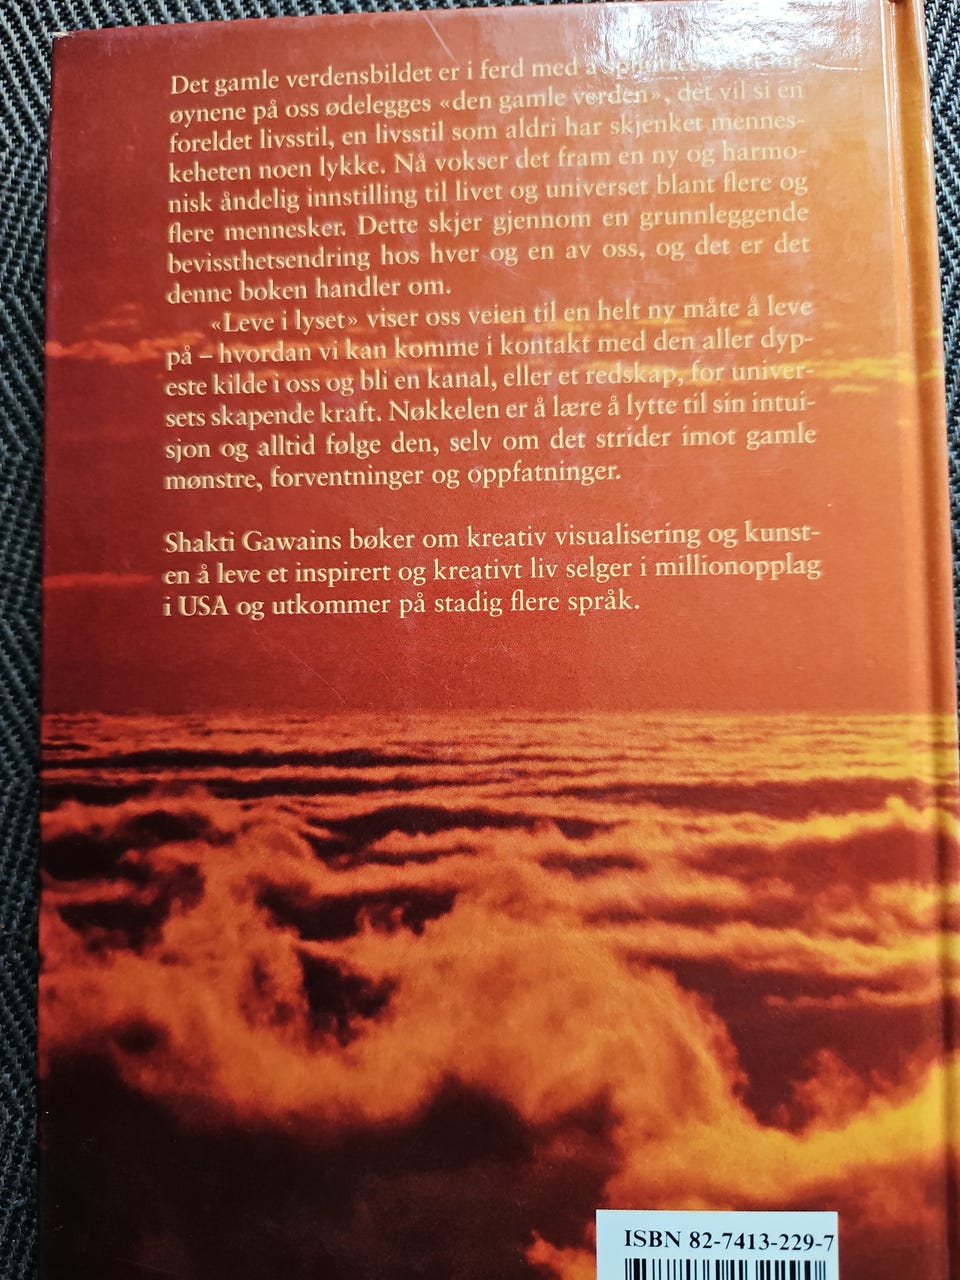 Det gamle verdensbildet er i ferd med å
øynene på oss ødelegges «den gamle verden», det vil si en
foreldet livsstil, en livsstil som aldri har skjenket mennes-
keheten noen lykke. Nå vokser det fram en ny og harmo-
nisk åndelig innstilling til livet og universet blant flere og
flere mennesker. Dette skjer gjennom en grunnleggende
bevissthetsendring hos hver og en av oss, og det er det
denne boken handler om.
«Leve i lyset» viser oss veien til en helt ny måte å leve
på – hvordan vi kan komme i kontakt med den aller dyp-
este kilde i oss og bli en kanal, eller et redskap, for univer-
sets skapende kraft. Nøkkelen er å lære å lytte til sin intui-
sjon og alltid følge den, selv om det strider imot gamle
mønstre, forventninger og oppfatninger.
Shakti Gawains bøker om kreativ visualisering og kunst-
en å leve et inspirert og kreativt liv selger i millionopplag
i USA og utkommer på stadig flere språk.
ISBN 82-7413-229-7